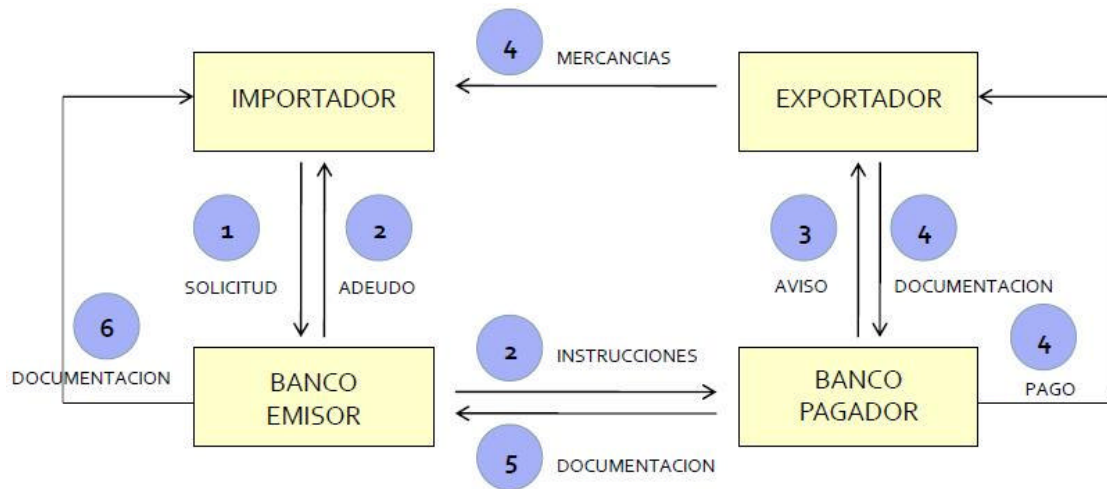 4 MERCANCIAS
IMPORTADOR
EXPORTADOR
1
2
3
4
SOLICITUD
ADEUDO
AVISO
DOCUMENTACION
6
DOCUMENTACION
2 INSTRUCCIONES
4
PAGO
BANCO
EMISOR
BANCO
PAGADOR
5 DOCUMENTACION